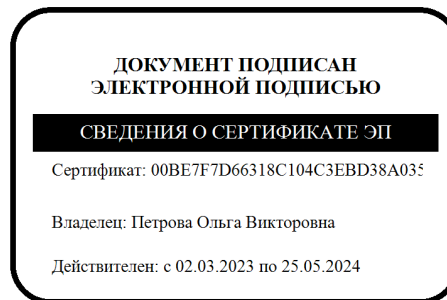 ДОКУМЕНТ ПОДПИСАН
ЭЛЕКТРОННОЙ ПОДПИСЬЮ
СВЕДЕНИЯ О СЕРТИФИКАТЕ ЭП
Сертификат: 00BE7F7D66318C104C3EBD38A035
Владелец: Петрова Ольга Викторовна
Действителен: с 02.03.2023 по 25.05.2024